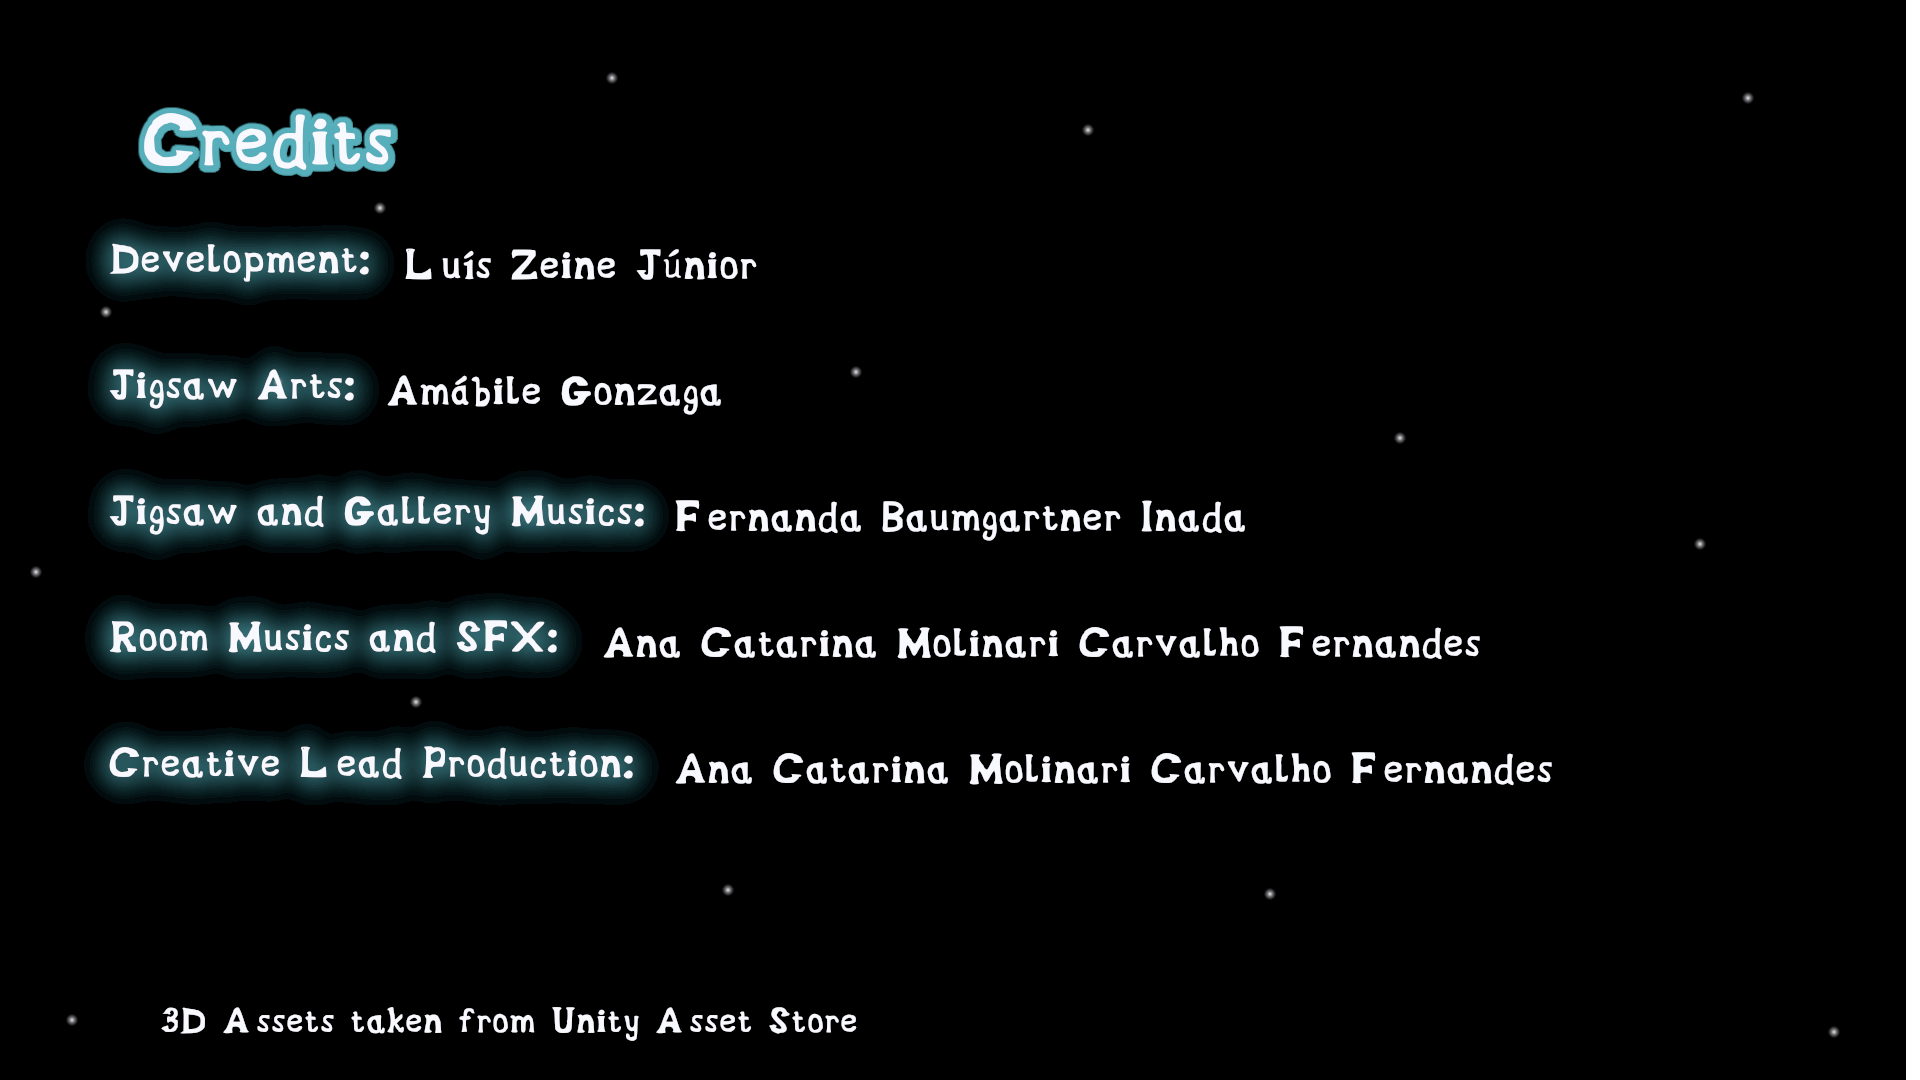 Credits
Development: Luís Zeine Júnior
Jigsaw Arts: Amábile Gonzaga
Jigsaw and Gallery Musics: Fernanda Baumgartner Inada
Room Musics and SFX: Ana Catarina Molinari Carvalho Fernandes
Creative Lead Production: Ana Catarina Molinari Carvalho Fernandes
3D Assets taken from Unity Asset Store